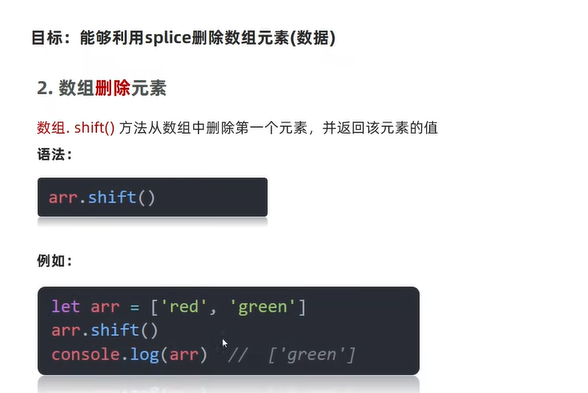 目标：能够利用splice删除数组元素(数据)
2. 数组删除元素
数组. shift() 方法从数组中删除第一个元素，并返回该元素的值
语法：
arr.shift()
例如：
let arr = ['red', 'green']
arr.shift()
console.log(arr)  //  ['green']